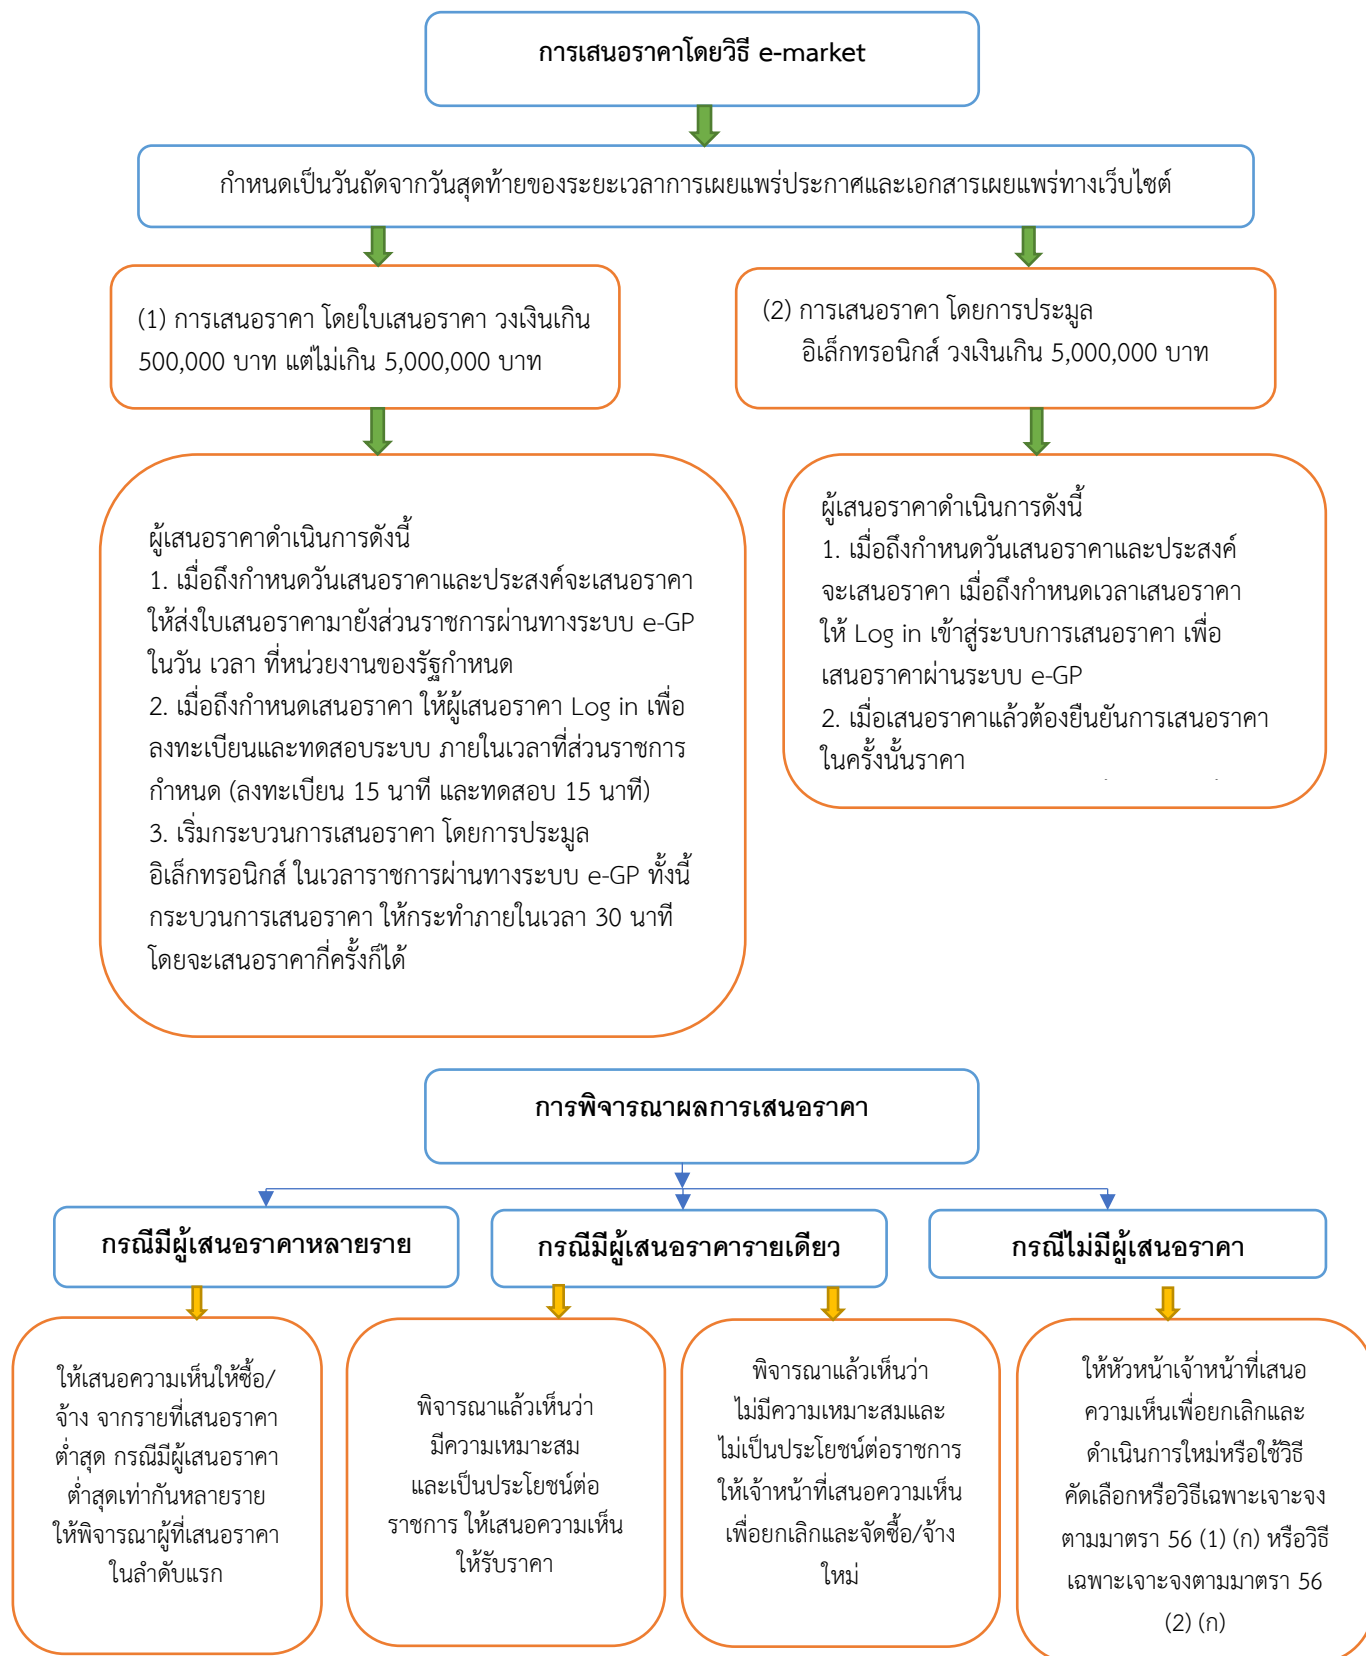 การเสนอราคาโดยวิธี e-market
กำหนดเป็นวันถัดจากวันสุดท้ายของระยะเวลาการเผยแพร่ประกาศและเอกสารเผยแพร่ทางเว็บไซต์
(1) การเสนอราคา โดยใบเสนอราคา วงเงินเกิน
500,000 บาท แต่ไม่เกิน 5,000,000 บาท
(2) การเสนอราคา โดยการประมูล
อิเล็กทรอนิกส์ วงเงินเกิน 5,000,000 บาท
ผู้เสนอราคาดำเนินการดังนี้
1. เมื่อถึงกำหนดวันเสนอราคาและประสงค์จะเสนอราคา
ให้ส่งใบเสนอราคามายังส่วนราชการผ่านทางระบบ e-GP
ในวัน เวลา ที่หน่วยงานของรัฐกำหนด
2. เมื่อถึงกำหนดเสนอราคา ให้ผู้เสนอราคา Log in เพื่อ
ลงทะเบียนและทดสอบระบบ ภายในเวลาที่ส่วนราชการ
กำหนด (ลงทะเบียน 15 นาที และทดสอบ 15 นาที)
3. เริ่มกระบวนการเสนอราคา โดยการประมูล
อิเล็กทรอนิกส์ ในเวลาราชการผ่านทางระบบ e-GP ทั้งนี้
กระบวนการเสนอราคา ให้กระทำภายในเวลา 30 นาที
โดยจะเสนอราคากี่ครั้งก็ได้
ผู้เสนอราคาดำเนินการดังนี้
1. เมื่อถึงกำหนดวันเสนอราคาและประสงค์
จะเสนอราคา เมื่อถึงกำหนดเวลาเสนอราคา
ให้ Log in เข้าสู่ระบบการเสนอราคา เพื่อ
เสนอราคาผ่านระบบ e-GP
2. เมื่อเสนอราคาแล้วต้องยืนยันการเสนอราคา
ในครั้งนั้นราคา
การพิจารณาผลการเสนอราคา
กรณีมีผู้เสนอราคาหลายราย
กรณีมีผู้เสนอราคารายเดียว
กรณีไม่มีผู้เสนอราคา
ให้เสนอความเห็นให้ซื้อ/
จ้าง จากรายที่เสนอราคา
ต่ำสุด กรณีมีผู้เสนอราคา
ต่ำสุดเท่ากันหลายราย
ให้พิจารณาผู้ที่เสนอราคา
ในลำดับแรก
พิจารณาแล้วเห็นว่า
มีความเหมาะสม
และเป็นประโยชน์ต่อ
ราชการ ให้เสนอความเห็น
ให้รับราคา
พิจารณาแล้วเห็นว่า
ไม่มีความเหมาะสมและ
ไม่เป็นประโยชน์ต่อราชการ
ให้เจ้าหน้าที่เสนอความเห็น
เพื่อยกเลิกและจัดซื้อ/จ้าง
ใหม่
ให้หัวหน้าเจ้าหน้าที่เสนอ
ความเห็นเพื่อยกเลิกและ
ดำเนินการใหม่หรือใช้วิธี
คัดเลือกหรือวิธีเฉพาะเจาะจง
ตามมาตรา 56 (1) (ก) หรือวิธี
เฉพาะเจาะจงตามมาตรา 56
(2) (ก)